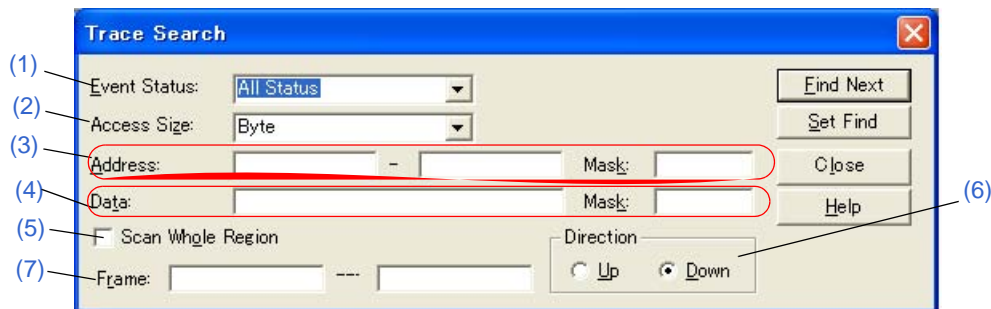 Trace Search
(1)
Event Status: All Status Find Next
(2)
Access Size: Byte Set Find
(3)
Address: - Mask: Close
(4)
Data: Mask: Help
(5)
Scan Whole Region Direction
(6)
(7)
Frame: --- Up Down